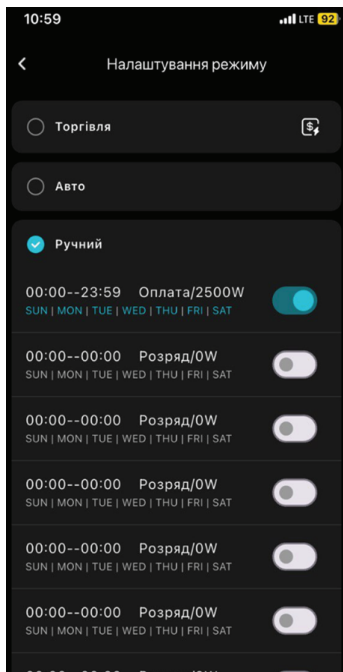 10:59 LTE 92
Налаштування режиму
Торгівля
Авто
Ручний
00:00--23:59 Оплата/2500W
SUN | MON | TUE | WED | THU | FRI | SAT
00:00--00:00 Розряд/0W
SUN | MON | TUE | WED | THU | FRI | SAT
00:00--00:00 Розряд/0W
SUN | MON | TUE | WED | THU | FRI | SAT
00:00--00:00 Розряд/0W
SUN | MON | TUE | WED | THU | FRI | SAT
00:00--00:00 Розряд/0W
SUN | MON | TUE | WED | THU | FRI | SAT
00:00--00:00 Розряд/0W
SUN | MON | TUE | WED | THU | FRI | SAT